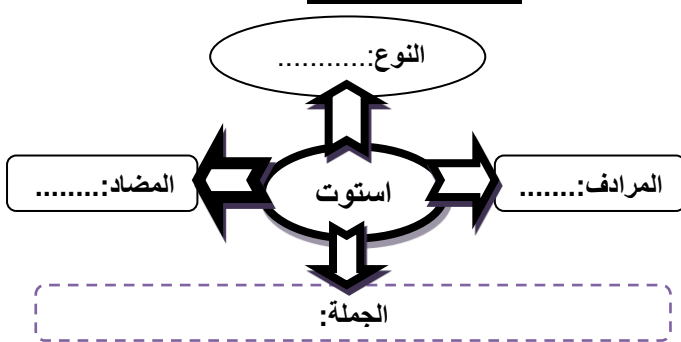 النوع:...........
المرادف:.......
استوت
المضاد:........
الجملة: